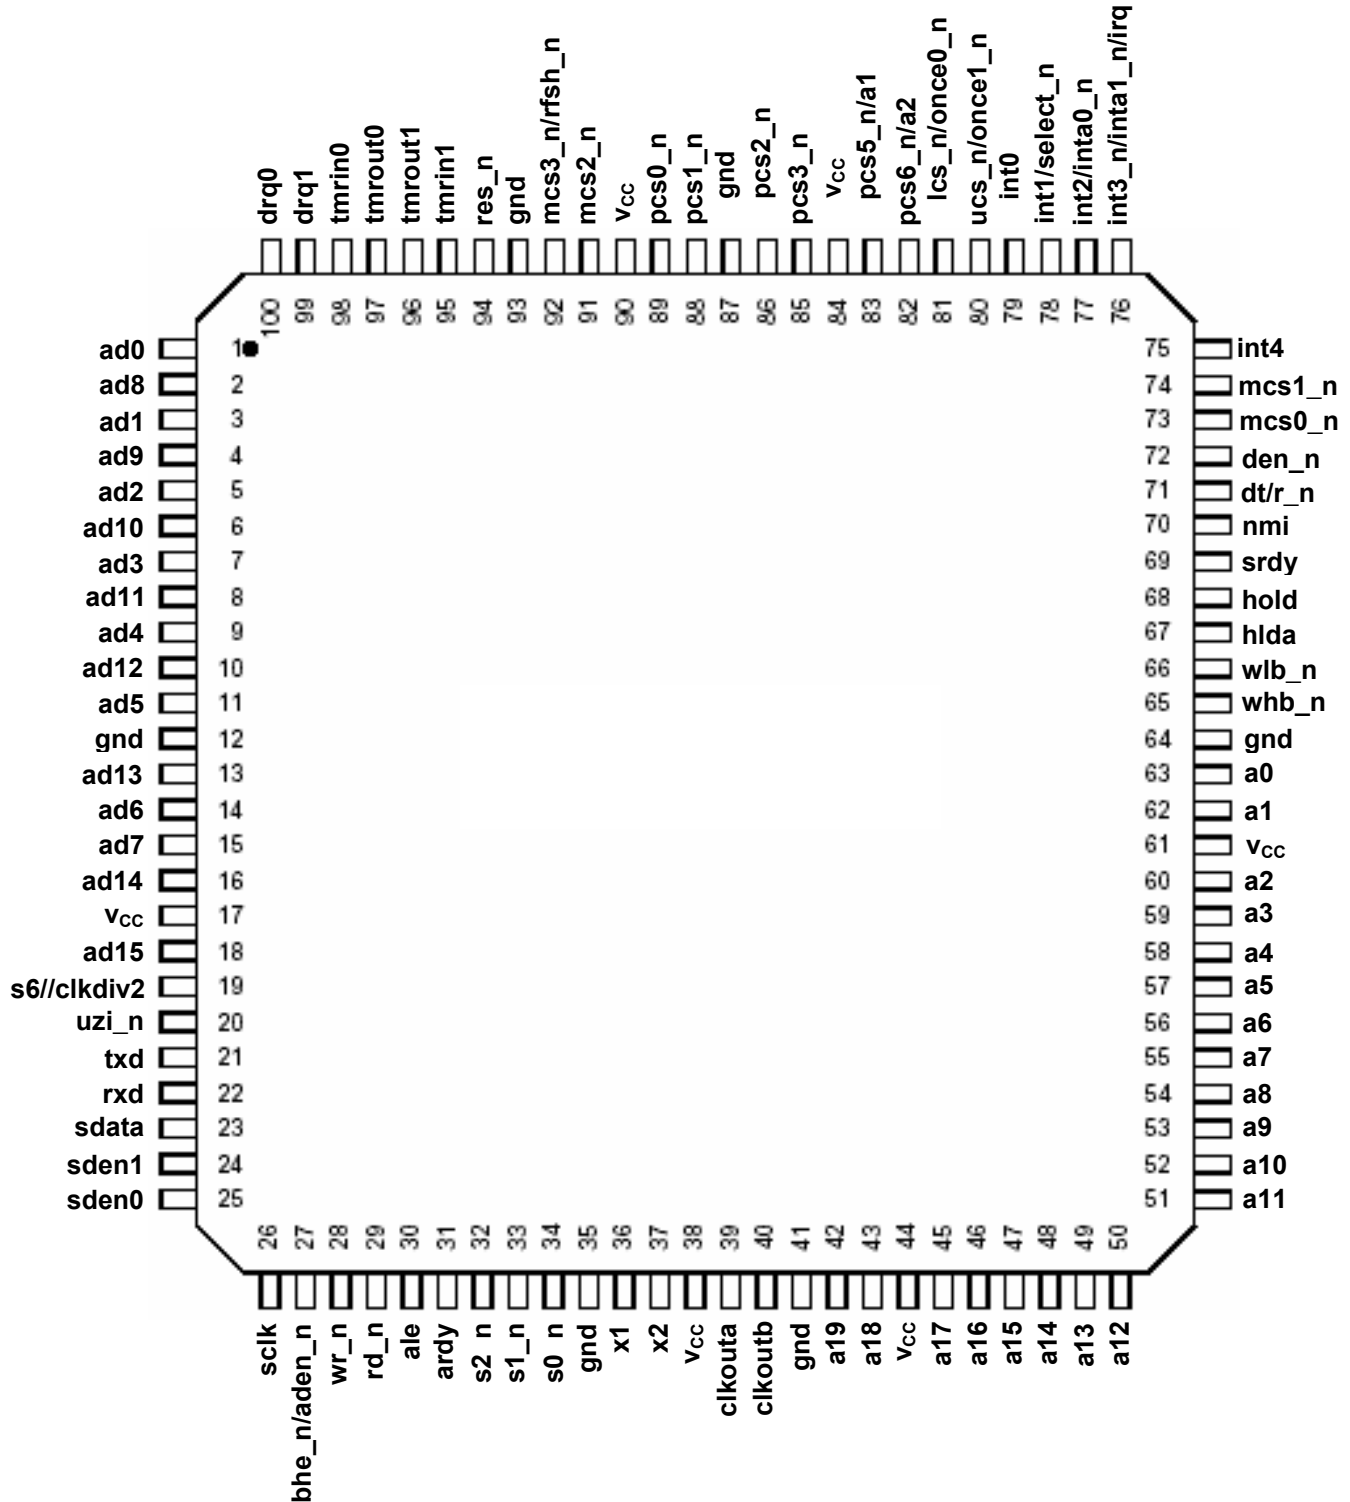 drq0
drq1
tmrin0
tmrout0
tmrout1
tmrin1
res_n
gnd
mcs3_n/rfsh_n
mcs2_n
vCC
pcs0_n
pcs1_n
gnd
pcs2_n
pcs3_n
vCC
pcs5_n/a1
pcs6_n/a2
lcs_n/once0_n
ucs_n/once1_n
int0
int1/select_n
int2/inta0_n
int3_n/inta1_n/irq
100 99 98 97 96 95 94 93 92 91 90 89 88 87 86 85 84 83 82 81 80 79 78 77 76
ad0 1 75 int4
ad8 2 74 mcs1_n
ad1 3 73 mcs0_n
ad9 4 72 den_n
ad2 5 71 dt/r_n
ad10 6 70 nmi
ad3 7 69 srdy
ad11 8 68 hold
ad4 9 67 hlda
ad12 10 66 wlb_n
ad5 11 65 whb_n
gnd 12 64 gnd
ad13 13 63 a0
ad6 14 62 a1
ad7 15 61 vCC
ad14 16 60 a2
vCC 17 59 a3
ad15 18 58 a4
s6//clkdiv2 19 57 a5
uzi_n 20 56 a6
txd 21 55 a7
rxd 22 54 a8
sdata 23 53 a9
sden1 24 52 a10
sden0 25 51 a11
26 27 28 29 30 31 32 33 34 35 36 37 38 39 40 41 42 43 44 45 46 47 48 49 50
sclk
bhe_n/aden_n
wr_n
rd_n
ale
ardy
s2 n
s1_n
s0 n
gnd
x1
x2
vCC
clkouta
clkoutb
gnd
a19
a18
vCC
a17
a16
a15
a14
a13
a12